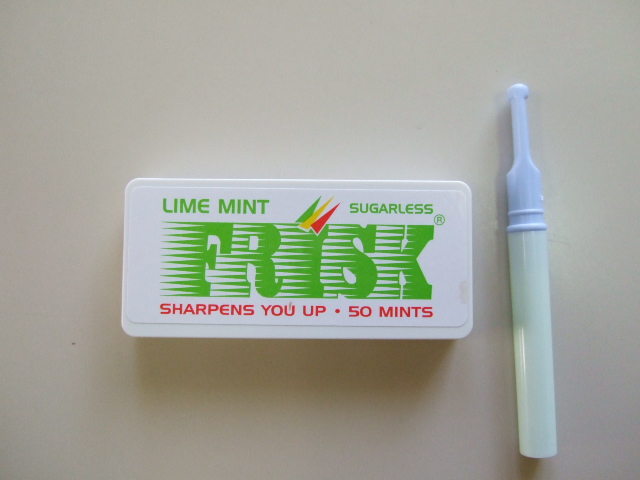 LIME MINT SUGARLESS
FRISK®
SHARPENS YOU UP • 50 MINTS